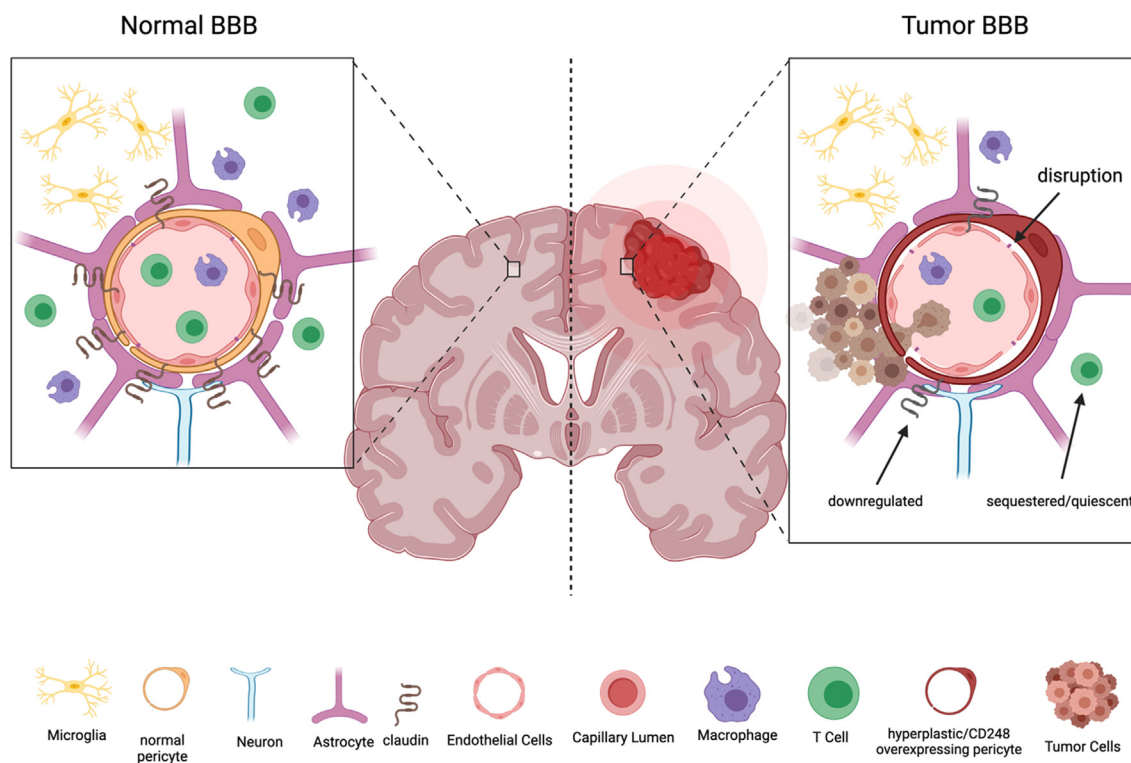 Normal BBB
Tumor BBB
disruption
downregulated
sequestered/quiescent
Microglia
normal
pericyte
Neuron
Astrocyte
claudin
Endothelial Cells
Capillary Lumen
Macrophage
T Cell
hyperplastic/CD248
overexpressing pericyte
Tumor Cells